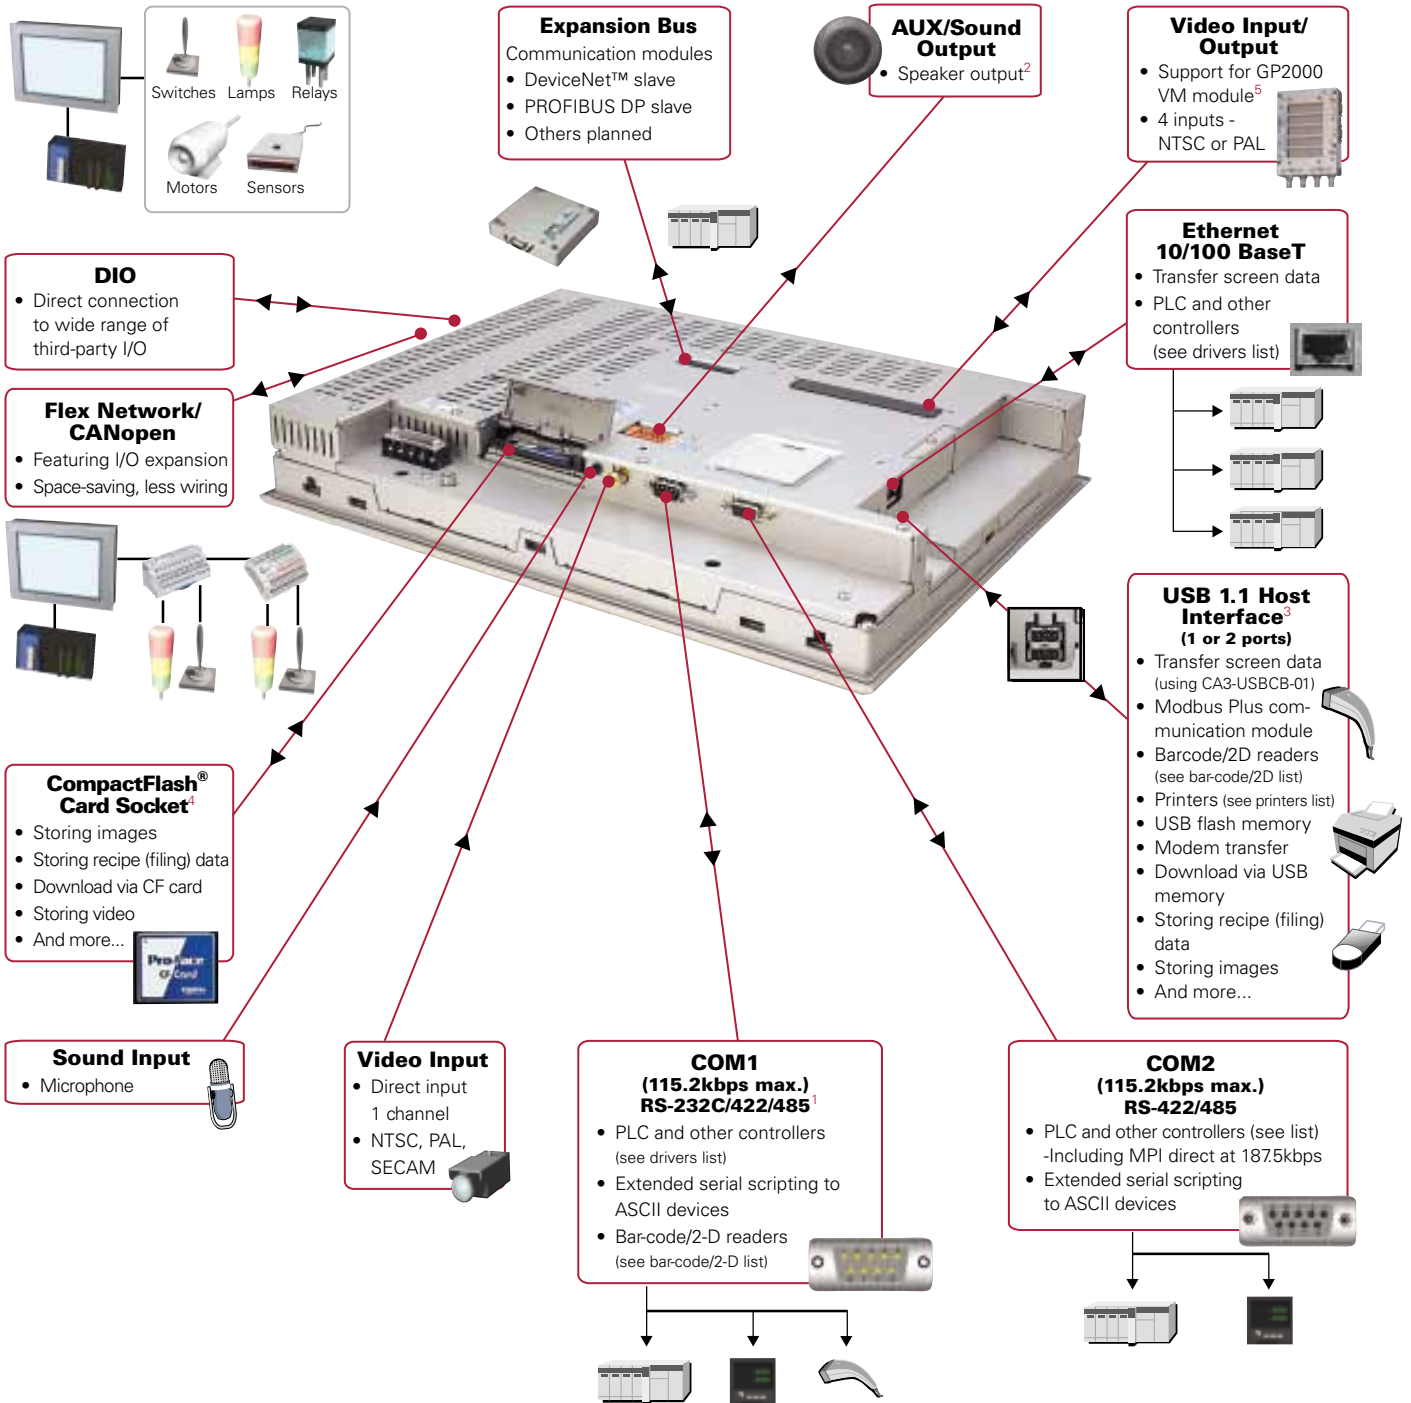 Switches Lamps Relays
Motors Sensors
Expansion Bus
Communication modules
• DeviceNet™ slave
• PROFIBUS DP slave
• Others planned
AUX/Sound
Output
• Speaker output2
Video Input/
Output
• Support for GP2000
VM module5
• 4 inputs -
NTSC or PAL
Ethernet
10/100 BaseT
• Transfer screen data
• PLC and other
controllers
(see drivers list)
DIO
• Direct connection
to wide range of
third-party I/O
Flex Network/
CANopen
• Featuring I/O expansion
• Space-saving, less wiring
USB 1.1 Host
Interface3
(1 or 2 ports)
• Transfer screen data
(using CA3-USBCB-01)
• Modbus Plus com-
munication module
• Barcode/2D readers
(see bar-code/2D list)
• Printers (see printers list)
• USB flash memory
• Modem transfer
• Download via USB
memory
• Storing recipe (filing)
data
• Storing images
• And more...
CompactFlash®
Card Socket4
• Storing images
• Storing recipe (filing) data
• Download via CF card
• Storing video
• And more...
Pro-face
CF Card
Sound Input
• Microphone
Video Input
• Direct input
1 channel
• NTSC, PAL,
SECAM
COM1
(115.2kbps max.)
RS-232C/422/4851
• PLC and other controllers
(see drivers list)
• Extended serial scripting to
ASCII devices
• Bar-code/2-D readers
(see bar-code/2-D list)
COM2
(115.2kbps max.)
RS-422/485
• PLC and other controllers (see list)
-Including MPI direct at 187.5kbps
• Extended serial scripting
to ASCII devices